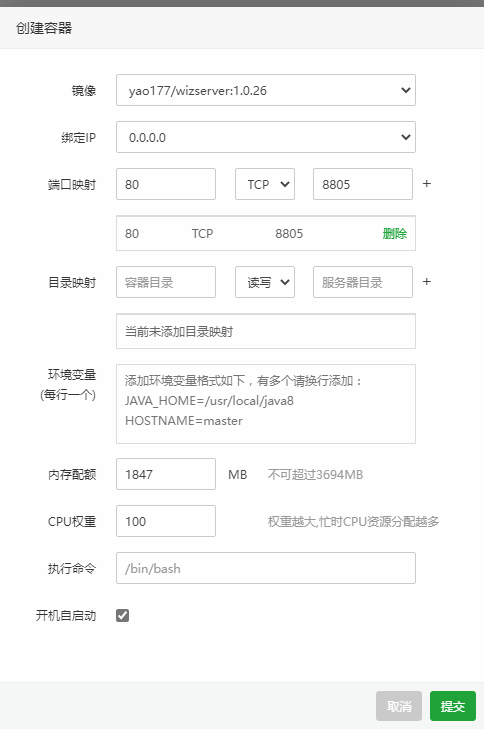 创建容器
镜像 yao177/wizserver:1.0.26
绑定IP 0.0.0.0
端口映射 80 TCP 8805 +
80 TCP 8805 删除
目录映射 容器目录 读写 服务器目录 +
当前未添加目录映射
环境变量
(每行一个)
添加环境变量格式如下，有多个请换行添加：
JAVA_HOME=/usr/local/java8
HOSTNAME=master
内存配额 1847 MB 不可超过3694MB
CPU权重 100 权重越大,忙时CPU资源分配越多
执行命令 /bin/bash
开机自启动
取消 提交